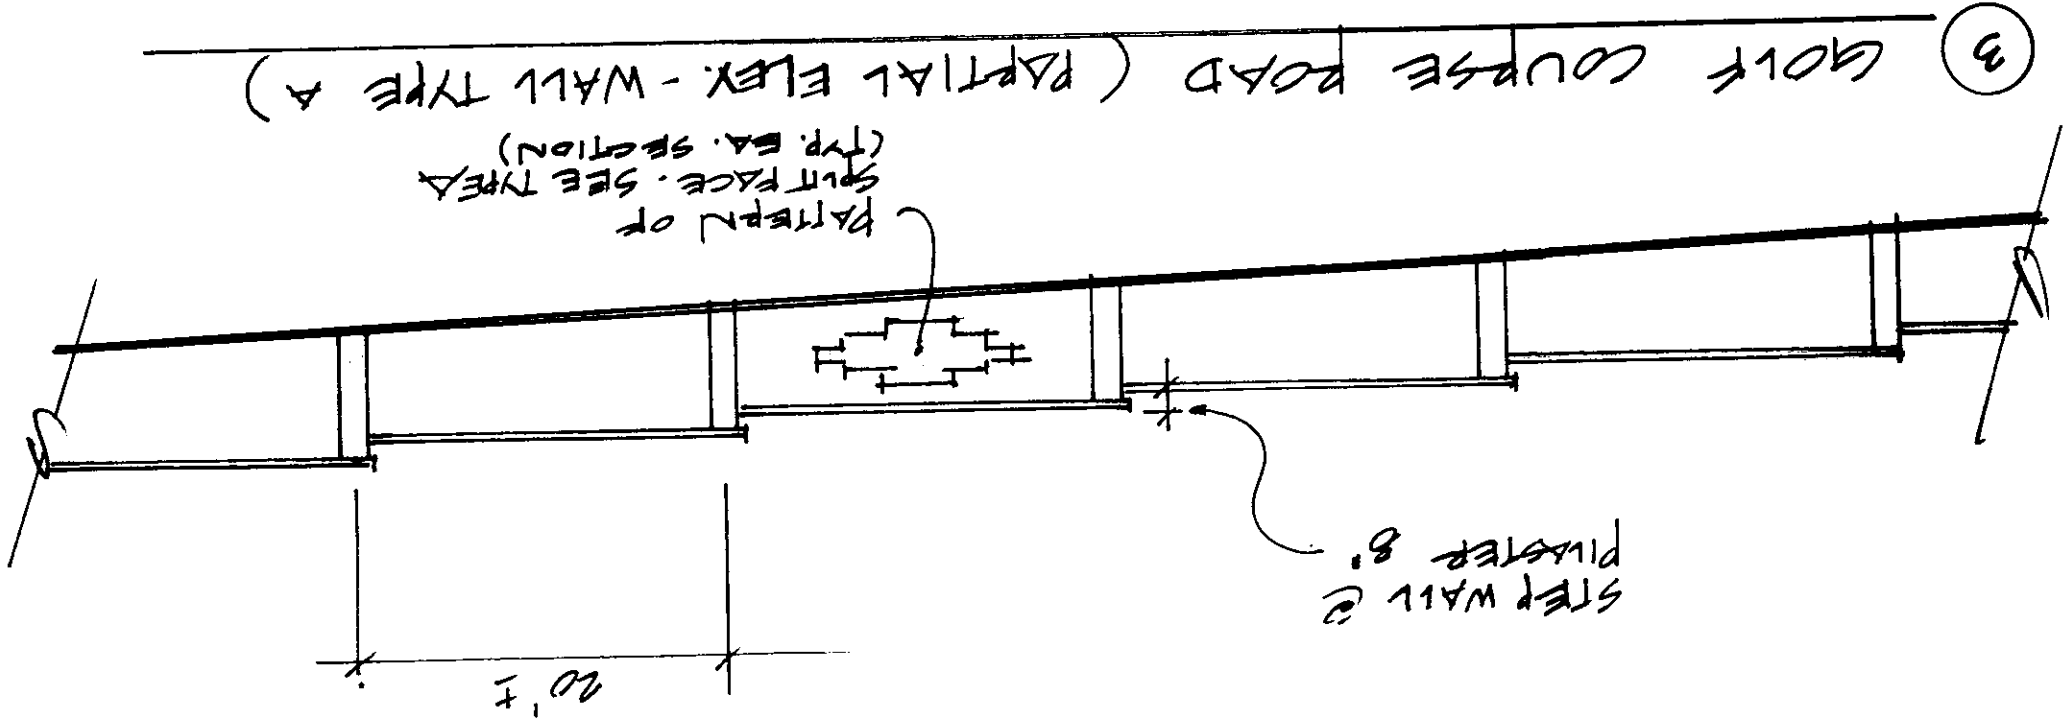 20' ±
STEP WALL @
PILASTER 8"
PATTERN OF
SPLIT FACE. SEE TYPE A
(TYP. EA. SECTION)
3
GOLF COURSE ROAD (PARTIAL ELEV. - WALL TYPE A)